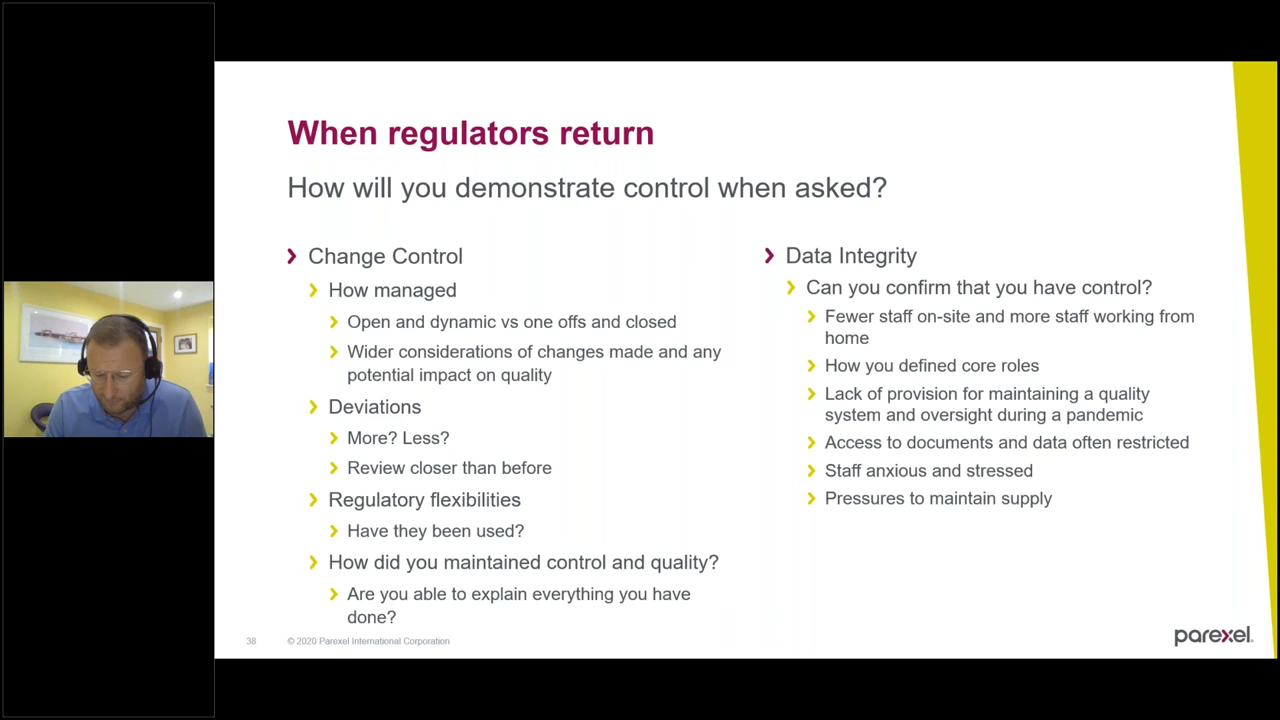 When regulators return
How will you demonstrate control when asked?
Change Control
How managed
Open and dynamic vs one offs and closed
Wider considerations of changes made and any
potential impact on quality
Deviations
More? Less?
Review closer than before
Regulatory flexibilities
Have they been used?
How did you maintained control and quality?
Are you able to explain everything you have
done?
Data Integrity
Can you confirm that you have control?
Fewer staff on-site and more staff working from
home
How you defined core roles
Lack of provision for maintaining a quality
system and oversight during a pandemic
Access to documents and data often restricted
Staff anxious and stressed
Pressures to maintain supply
38 © 2020 Parexel International Corporation
parexel.